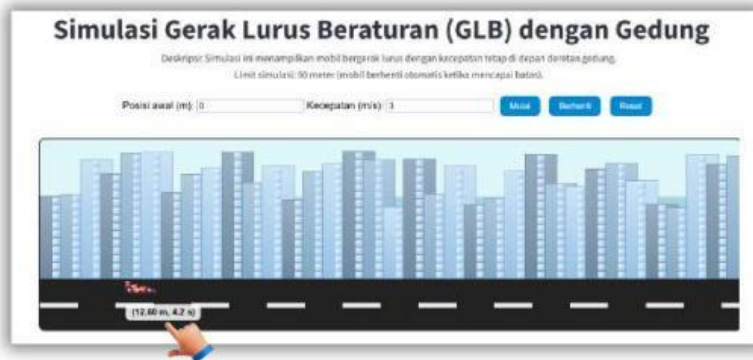 Simulasi Gerak Lurus Beraturan (GLB) dengan Gedung
Deskripsi: Simulasi ini menampilkan mobil bergerak lurus dengan kecepatan tetap di depan deretan gedung.
Limit simulasi: 90 meter (mobil berhenti otomatis ketika mencapai batas).
Posisi awal (m): 0 Kecepatan (m/s): 3 Mulai Berhenti Reset
(12.60 m, 4.2 s)